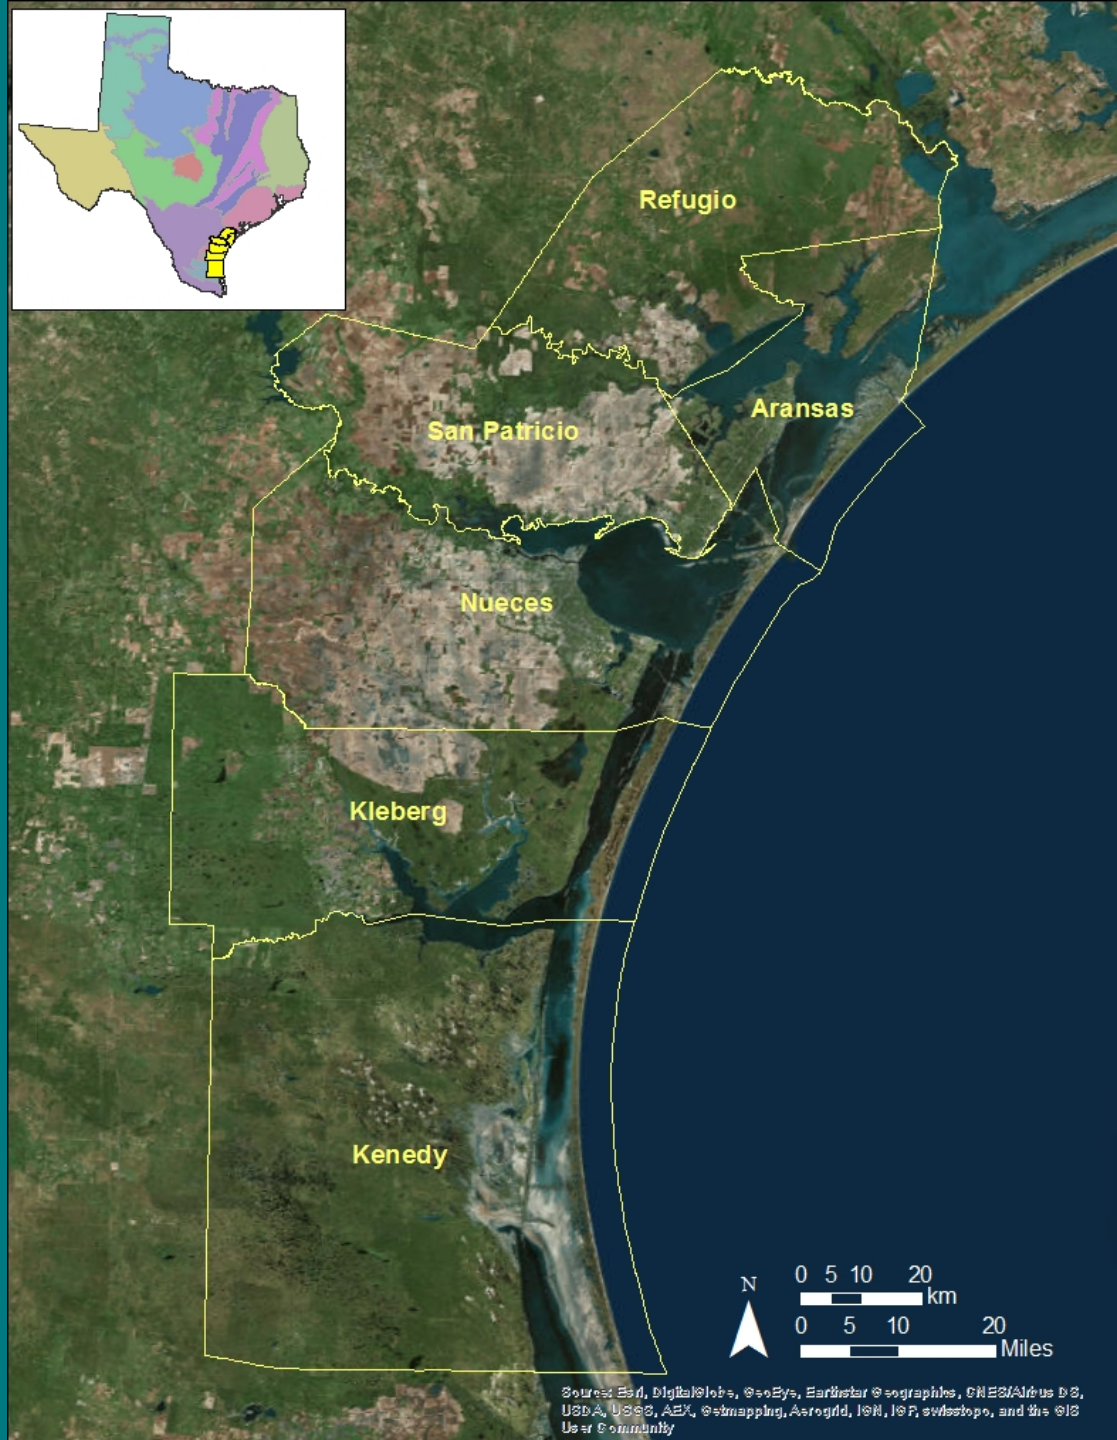 Refugio
Aransas
San Patricio
Nueces
Kleberg
Kenedy
N
0 5 10 20
km
0 5 10 20
Miles
Source: Esri, DigitalGlobe, GeoEye, Earthstar Geographics, CNES/Airbus DS,
USDA, USGS, AEX, Getmapping, Aerogrid, IGN, IGP, swisstopo, and the GIS
User Community